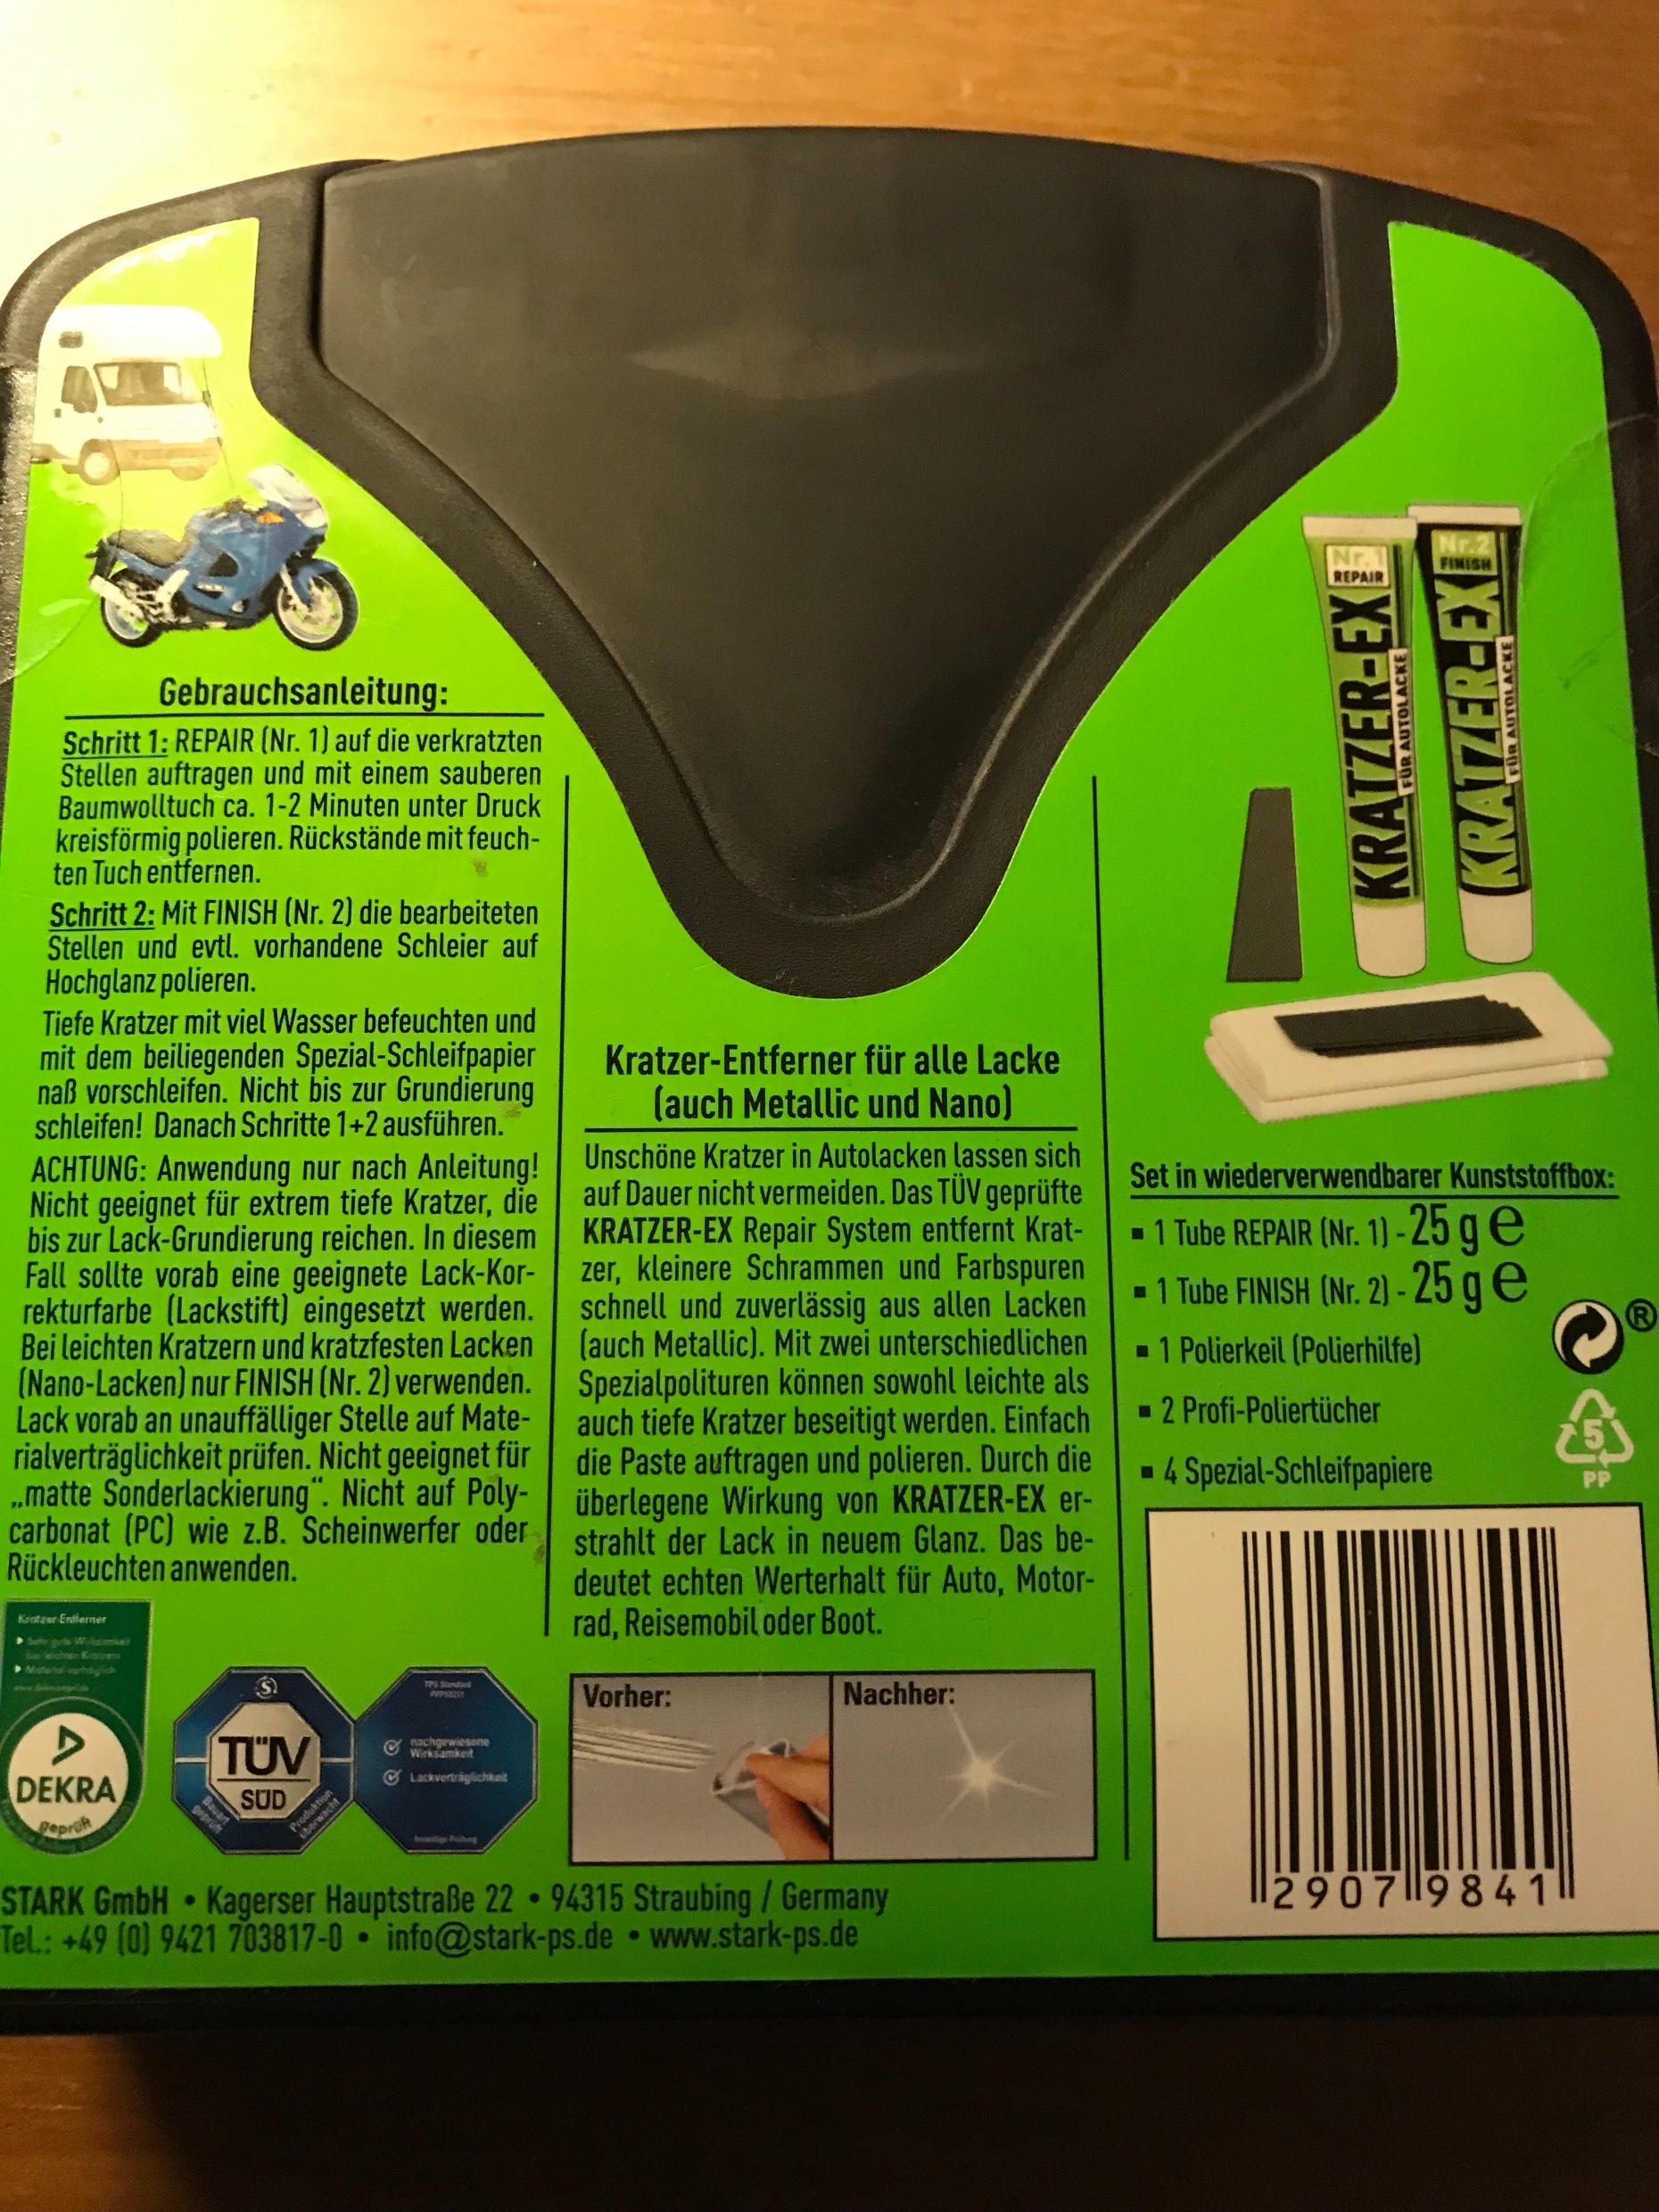 Gebrauchsanleitung:
Schritt 1: REPAIR (Nr. 1) auf die verkratzten
Stellen auftragen und mit einem sauberen
Baumwolltuch ca. 1-2 Minuten unter Druck
kreisförmig polieren. Rückstände mit feuch-
ten Tuch entfernen.
Schritt 2: Mit FINISH (Nr. 2) die bearbeiteten
Stellen und evtl. vorhandene Schleier auf
Hochglanz polieren.
Tiefe Kratzer mit viel Wasser befeuchten und
mit dem beiliegenden Spezial-Schleifpapier
naß vorschleifen. Nicht bis zur Grundierung
schleifen! Danach Schritte 1+2 ausführen.
ACHTUNG: Anwendung nur nach Anleitung!
Nicht geeignet für extrem tiefe Kratzer, die
bis zur Lack-Grundierung reichen. In diesem
Fall sollte vorab eine geeignete Lack-Kor-
rekturfarbe (Lackstift) eingesetzt werden.
Bei leichten Kratzern und kratzfesten Lacken
(Nano-Lacken) nur FINISH (Nr. 2) verwenden.
Lack vorab an unauffälliger Stelle auf Mate-
rialverträglichkeit prüfen. Nicht geeignet für
„matte Sonderlackierung“. Nicht auf Poly-
carbonat (PC) wie z.B. Scheinwerfer oder
Rückleuchten anwenden.
Kratzer-Entferner
DEKRA
geprüft
S
TÜV
SÜD
Bauart
geprüft
Produktion
überwacht
TPS Standard
nachgewiesene
Wirksamkeit
Lackverträglichkeit
freiwillige Prüfung
Kratzer-Entferner für alle Lacke
(auch Metallic und Nano)
Unschöne Kratzer in Autolacken lassen sich
auf Dauer nicht vermeiden. Das TÜV geprüfte
KRATZER-EX Repair System entfernt Krat-
zer, kleinere Schrammen und Farbspuren
schnell und zuverlässig aus allen Lacken
(auch Metallic). Mit zwei unterschiedlichen
Spezialpolituren können sowohl leichte als
auch tiefe Kratzer beseitigt werden. Einfach
die Paste auftragen und polieren. Durch die
überlegene Wirkung von KRATZER-EX er-
strahlt der Lack in neuem Glanz. Das be-
deutet echten Werterhalt für Auto, Motor-
rad, Reisemobil oder Boot.
Vorher:
Nachher:
Nr.1
REPAIR
KRATZER-EX
FÜR AUTOLACKE
Nr.2
FINISH
KRATZER-EX
FÜR AUTOLACKE
Set in wiederverwendbarer Kunststoffbox:
▪ 1 Tube REPAIR (Nr. 1) - 25 g e
▪ 1 Tube FINISH (Nr. 2) - 25 g e
▪ 1 Polierkeil (Polierhilfe)
▪ 2 Profi-Poliertücher
▪ 4 Spezial-Schleifpapiere
®
5
PP
2907 9841
STARK GmbH • Kagerser Hauptstraße 22 • 94315 Straubing / Germany
Tel.: +49 (0) 9421 703817-0 • info@stark-ps.de • www.stark-ps.de